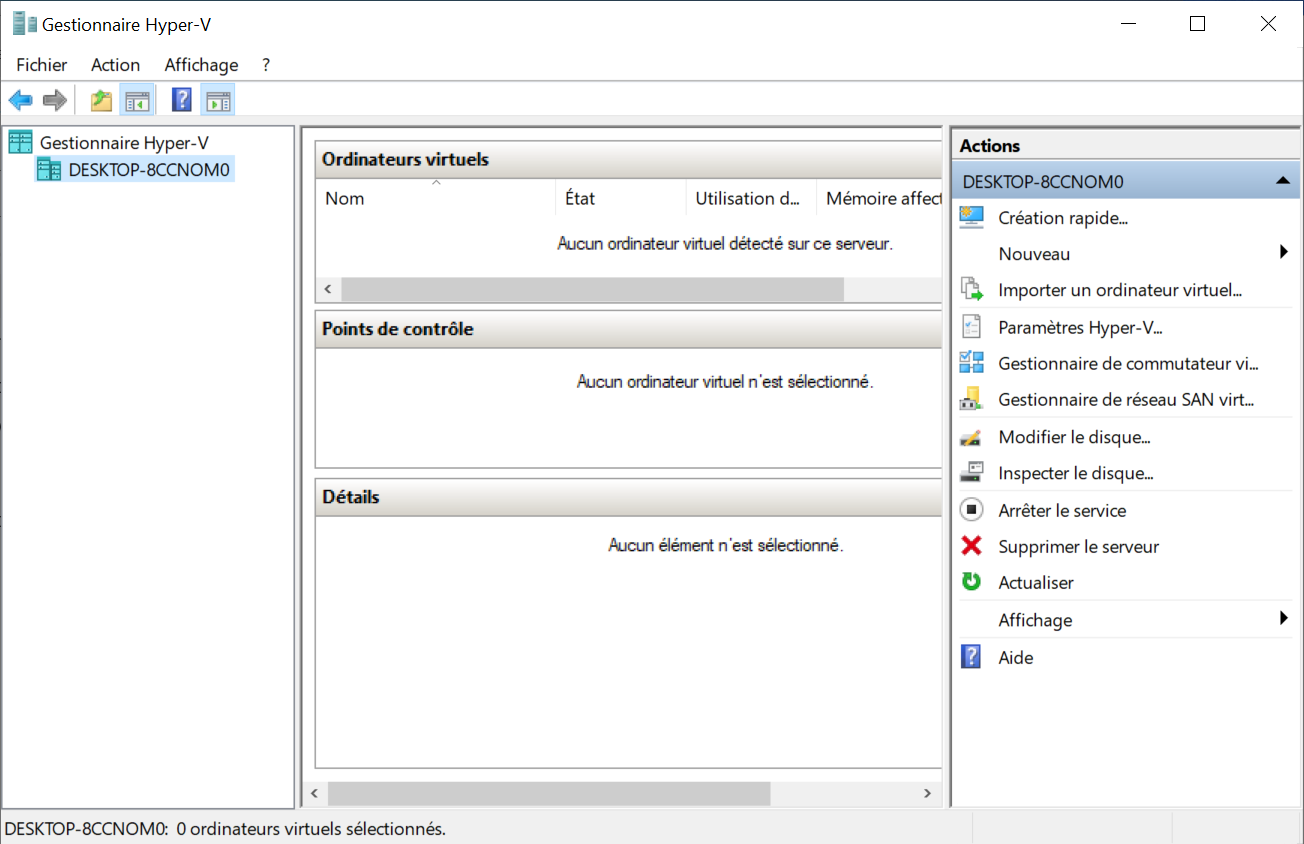 Gestionnaire Hyper-V
Fichier Action Affichage ?
Gestionnaire Hyper-V
DESKTOP-8CCNOM0
Ordinateurs virtuels
Nom État Utilisation d... Mémoire affect
Aucun ordinateur virtuel détecté sur ce serveur.
Points de contrôle
Aucun ordinateur virtuel n'est sélectionné.
Détails
Aucun élément n'est sélectionné.
Actions
DESKTOP-8CCNOM0
Création rapide...
Nouveau
Importer un ordinateur virtuel...
Paramètres Hyper-V...
Gestionnaire de commutateur vi...
Gestionnaire de réseau SAN virt...
Modifier le disque...
Inspecter le disque...
Arrêter le service
Supprimer le serveur
Actualiser
Affichage
Aide
DESKTOP-8CCNOM0: 0 ordinateurs virtuels sélectionnés.